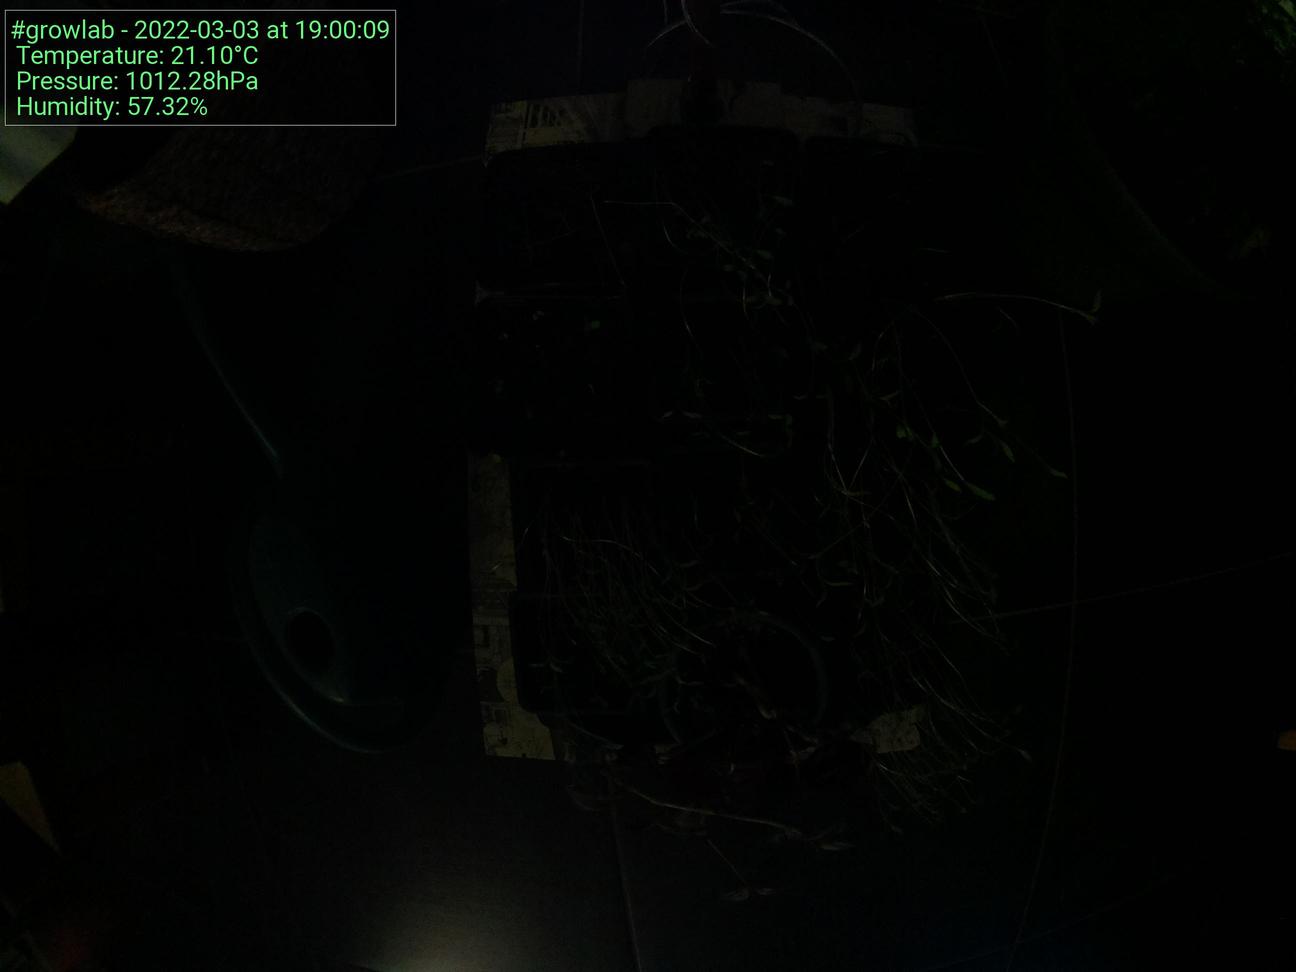 #growlab - 2022-03-03 at 19:00:09
Temperature: 21.10°C
Pressure: 1012.28hPa
Humidity: 57.32%